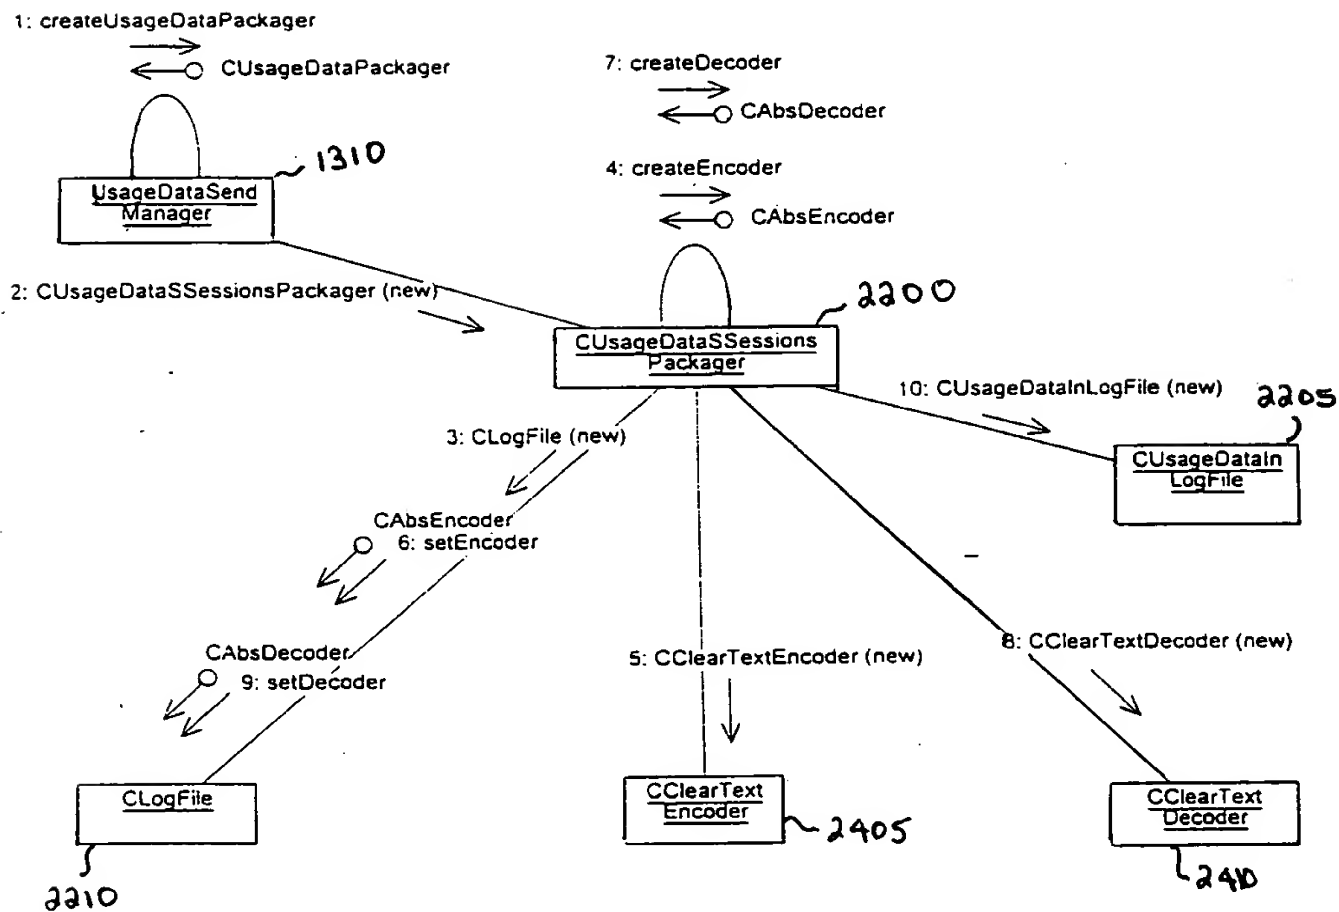 1: createUsageDataPackager
CUsageDataPackager
7: createDecoder
CAbsDecoder
1310
4: createEncoder
UsageDataSend
Manager
CAbsEncoder
2: CUsageDataSSessionsPackager (new)
2200
CUsageDataSSessions
Packager
10: CUsageDataInLogFile (new)
2205
3: CLogFile (new)
CUsageDataIn
LogFile
CAbsEncoder
6: setEncoder
CAbsDecoder
9: setDecoder
5: CClearTextEncoder (new)
8: CClearTextDecoder (new)
CLogFile
CClearText
Encoder
CClearText
Decoder
2405
2210
2410